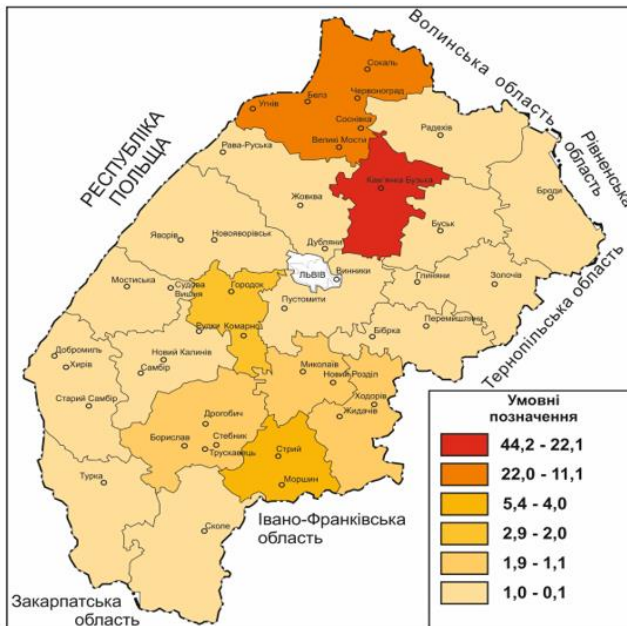 Волинська область
Рівненська
область
РЕСПУБЛІКА
ПОЛЬЩА
Сокаль
Белз
Червоноград
Угнів
Соснівка
Великі Мости
Радехів
Рава-Руська
Кам'янка Бузька
Броди
Жовква
Буськ
Яворів
Новояворівськ
Дубляни
ЛЬВІВ
Винники
Глиняни
Золочів
Мостиська
Судова
Вишня
Городок
Пустомити
Тернопільська область
Рудки
Комарно
Бібрка
Перемишляни
Добромиль
Хирів
Новий Калинів
Самбір
Миколаїв
Новий Розділ
Старий Самбір
Ходорів
Жидачів
Дрогобич
Борислав
Стебник
Трускавець
Стрий
Моршин
Турка
Сколе
Івано-Франківська
область
Закарпатська
область
Умовні
позначення
44,2 - 22,1
22,0 - 11,1
5,4 - 4,0
2,9 - 2,0
1,9 - 1,1
1,0 - 0,1